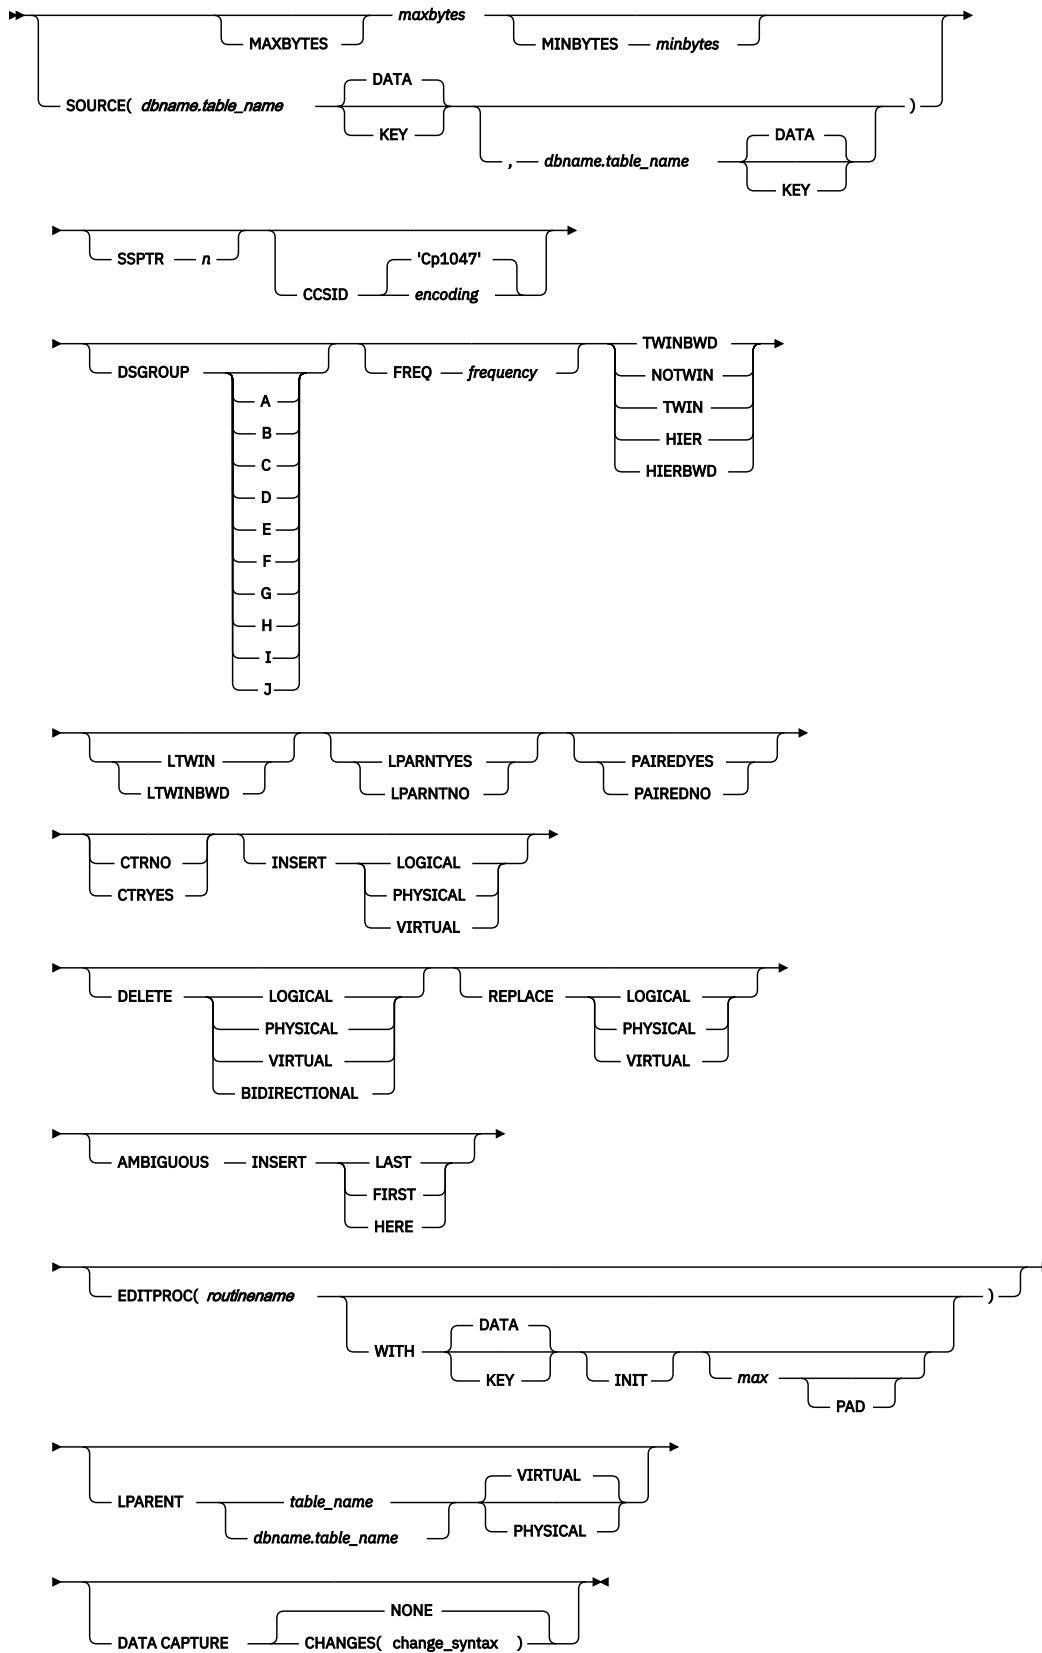 maxbytes
MAXBYTES
MINBYTES minbytes
DATA
SOURCE( dbname.table_name )
KEY
DATA
, dbname.table_name
KEY
SSPTR n
'Cp1047'
CCSID encoding
TWINBWD
DSGROUP FREQ frequency NOTWIN
A
TWIN
B
HIER
C
HIERBWD
D
E
F
G
H
I
J
LTWIN LPARNTYES PAIREDYES
LTWINBWD LPARNTNO PAIREDNO
CTRNO INSERT LOGICAL
CTRYES PHYSICAL
VIRTUAL
DELETE LOGICAL REPLACE LOGICAL
PHYSICAL PHYSICAL
VIRTUAL VIRTUAL
BIDIRECTIONAL
AMBIGUOUS INSERT LAST
FIRST
HERE
EDITPROC( routinename )
DATA
WITH
KEY INIT max
PAD
VIRTUAL
LPARENT table_name
PHYSICAL
dbname.table_name
NONE
DATA CAPTURE CHANGES( change_syntax )